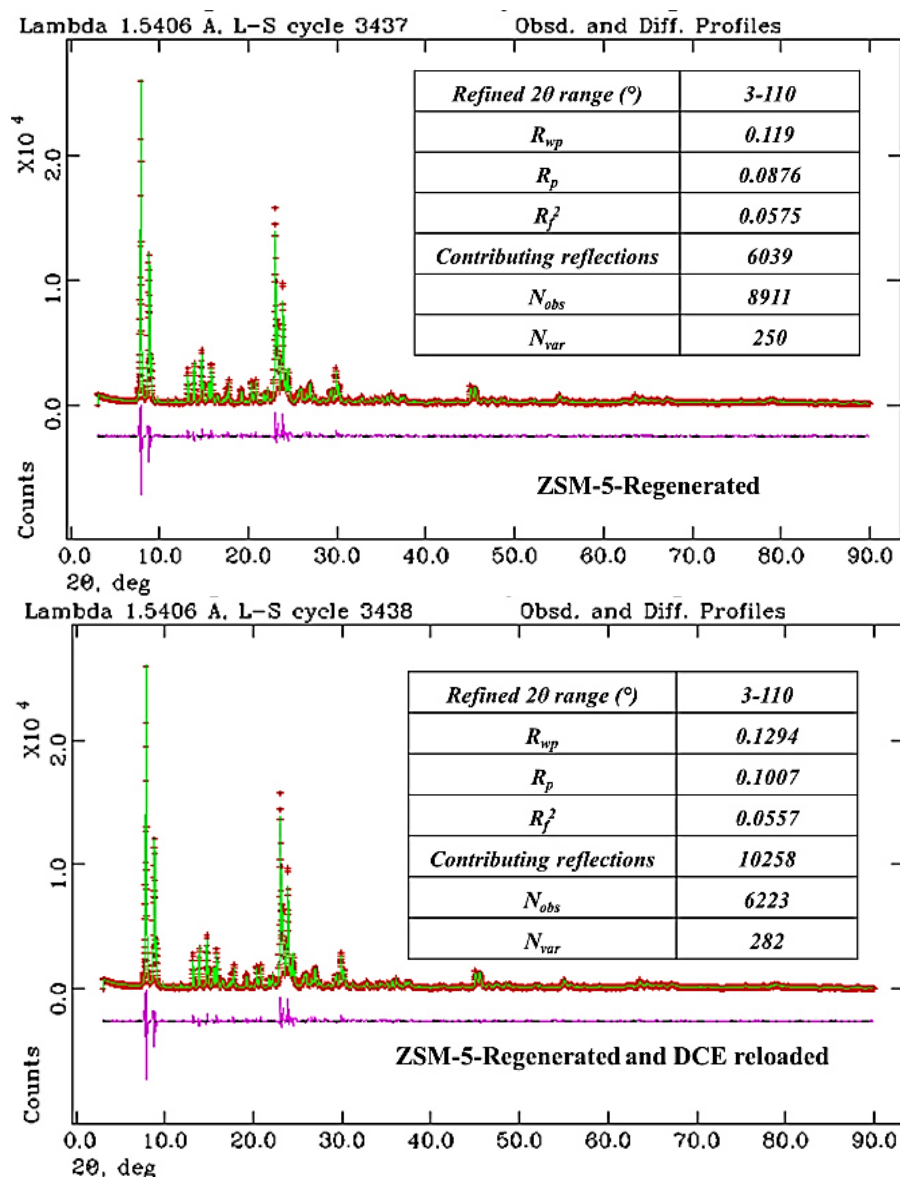 Lambda 1.5406 A, L-S cycle 3437 Obsd. and Diff. Profiles
Refined 2θ range (°) 3-110
Rwp 0.119
Rp 0.0876
Rf2 0.0575
Contributing reflections 6039
Nobs 8911
Nvar 250
X10 4
2.0
1.0
0.0
Counts
ZSM-5-Regenerated
0.0 10.0 20.0 30.0 40.0 50.0 60.0 70.0 80.0 90.0
2θ, deg
Lambda 1.5406 A, L-S cycle 3438 Obsd. and Diff. Profiles
Refined 2θ range (°) 3-110
Rwp 0.1294
Rp 0.1007
Rf2 0.0557
Contributing reflections 10258
Nobs 6223
Nvar 282
X10 4
2.0
1.0
0.0
Counts
ZSM-5-Regenerated and DCE reloaded
0.0 10.0 20.0 30.0 40.0 50.0 60.0 70.0 80.0 90.0
2θ, deg